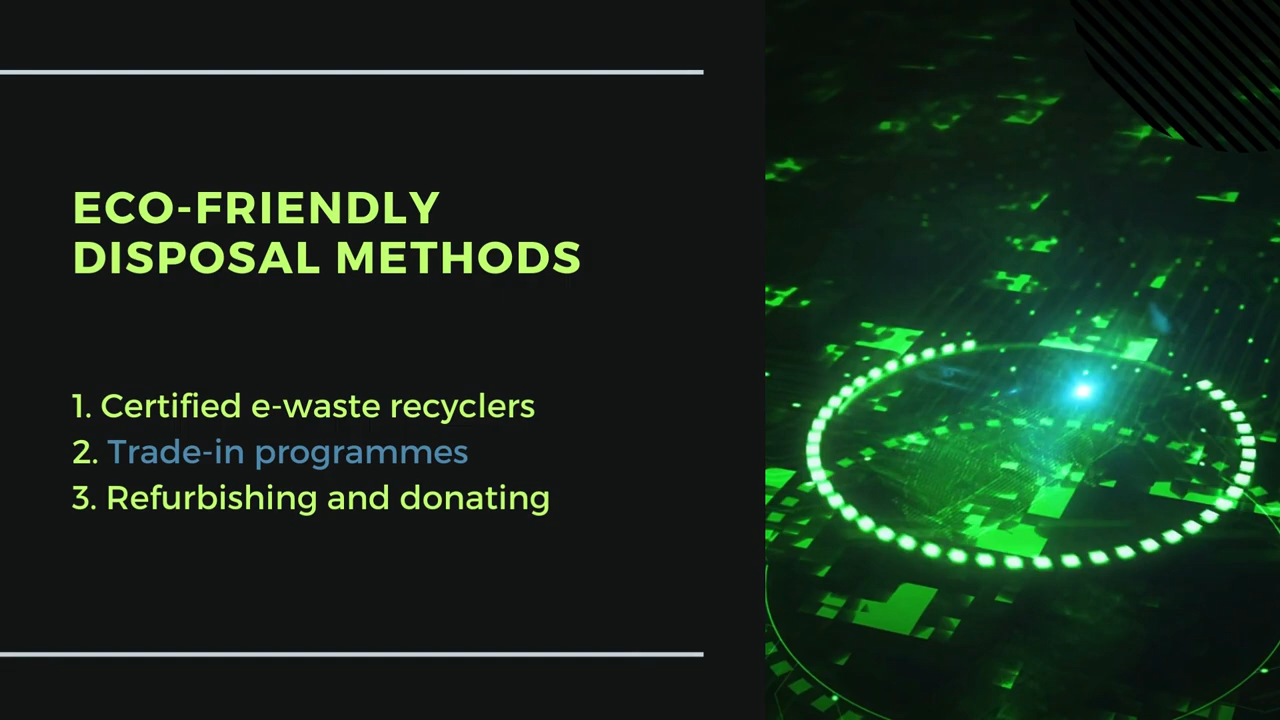 ECO-FRIENDLY
DISPOSAL METHODS
1. Certified e-waste recyclers
2. Trade-in programmes
3. Refurbishing and donating